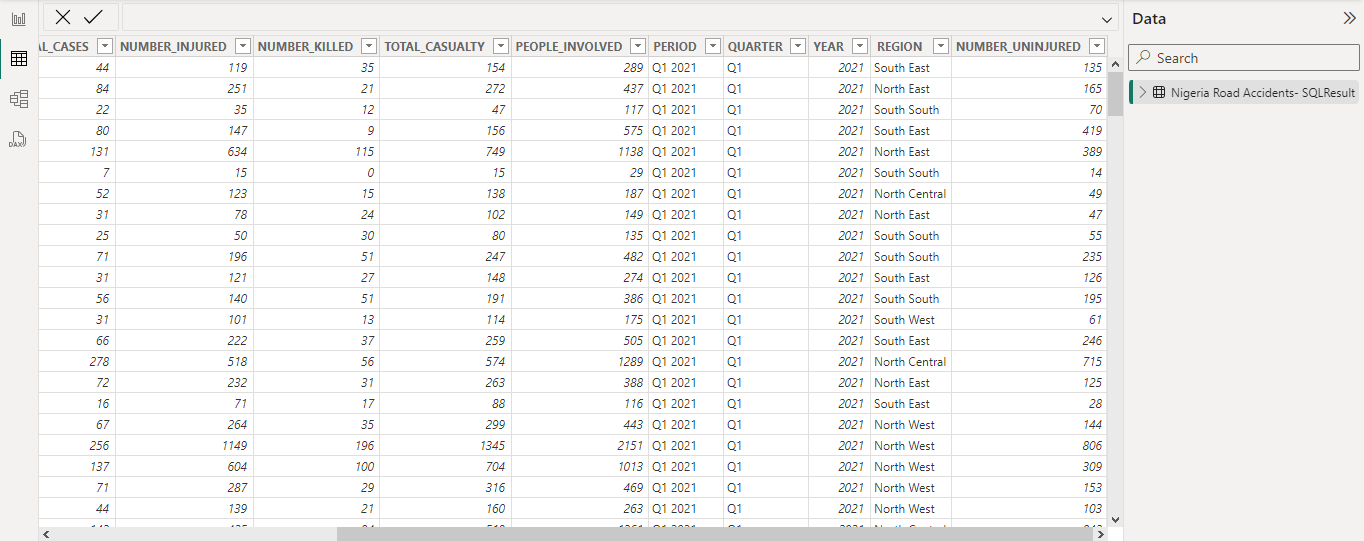 Data
Search
Nigeria Road Accidents- SQLResult
DAX
L_CASES NUMBER_INJURED NUMBER_KILLED TOTAL_CASUALTY PEOPLE_INVOLVED PERIOD QUARTER YEAR REGION NUMBER_UNINJURED
44 119 35 154 289 Q1 2021 Q1 2021 South East 135
84 251 21 272 437 Q1 2021 Q1 2021 North East 165
22 35 12 47 117 Q1 2021 Q1 2021 South South 70
80 147 9 156 575 Q1 2021 Q1 2021 South East 419
131 634 115 749 1138 Q1 2021 Q1 2021 North East 389
7 15 0 15 29 Q1 2021 Q1 2021 South South 14
52 123 15 138 187 Q1 2021 Q1 2021 North Central 49
31 78 24 102 149 Q1 2021 Q1 2021 North East 47
25 50 30 80 135 Q1 2021 Q1 2021 South South 55
71 196 51 247 482 Q1 2021 Q1 2021 South South 235
31 121 27 148 274 Q1 2021 Q1 2021 South East 126
56 140 51 191 386 Q1 2021 Q1 2021 South South 195
31 101 13 114 175 Q1 2021 Q1 2021 South West 61
66 222 37 259 505 Q1 2021 Q1 2021 South East 246
278 518 56 574 1289 Q1 2021 Q1 2021 North Central 715
72 232 31 263 388 Q1 2021 Q1 2021 North East 125
16 71 17 88 116 Q1 2021 Q1 2021 South East 28
67 264 35 299 443 Q1 2021 Q1 2021 North West 144
256 1149 196 1345 2151 Q1 2021 Q1 2021 North West 806
137 604 100 704 1013 Q1 2021 Q1 2021 North West 309
71 287 29 316 469 Q1 2021 Q1 2021 North West 153
44 139 21 160 263 Q1 2021 Q1 2021 North West 103